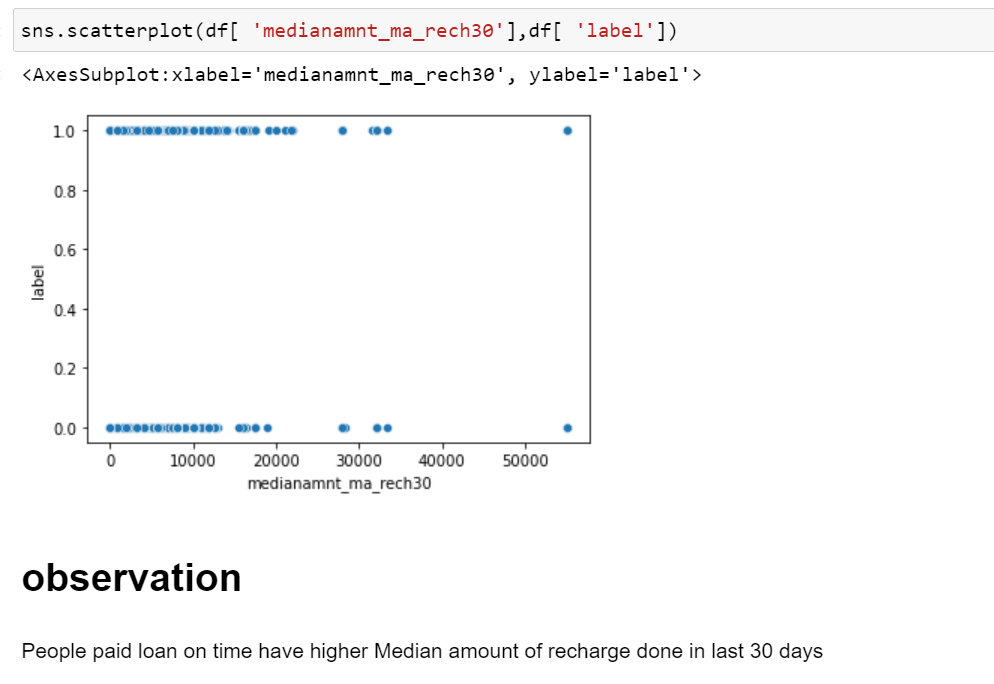 sns.scatterplot(df[ 'medianamnt_ma_rech30'],df[ 'label'])
<AxesSubplot:xlabel='medianamnt_ma_rech30', ylabel='label'>
1.0
0.8
0.6
0.4
0.2
0.0
label
0 10000 20000 30000 40000 50000
medianamnt_ma_rech30
observation
People paid loan on time have higher Median amount of recharge done in last 30 days